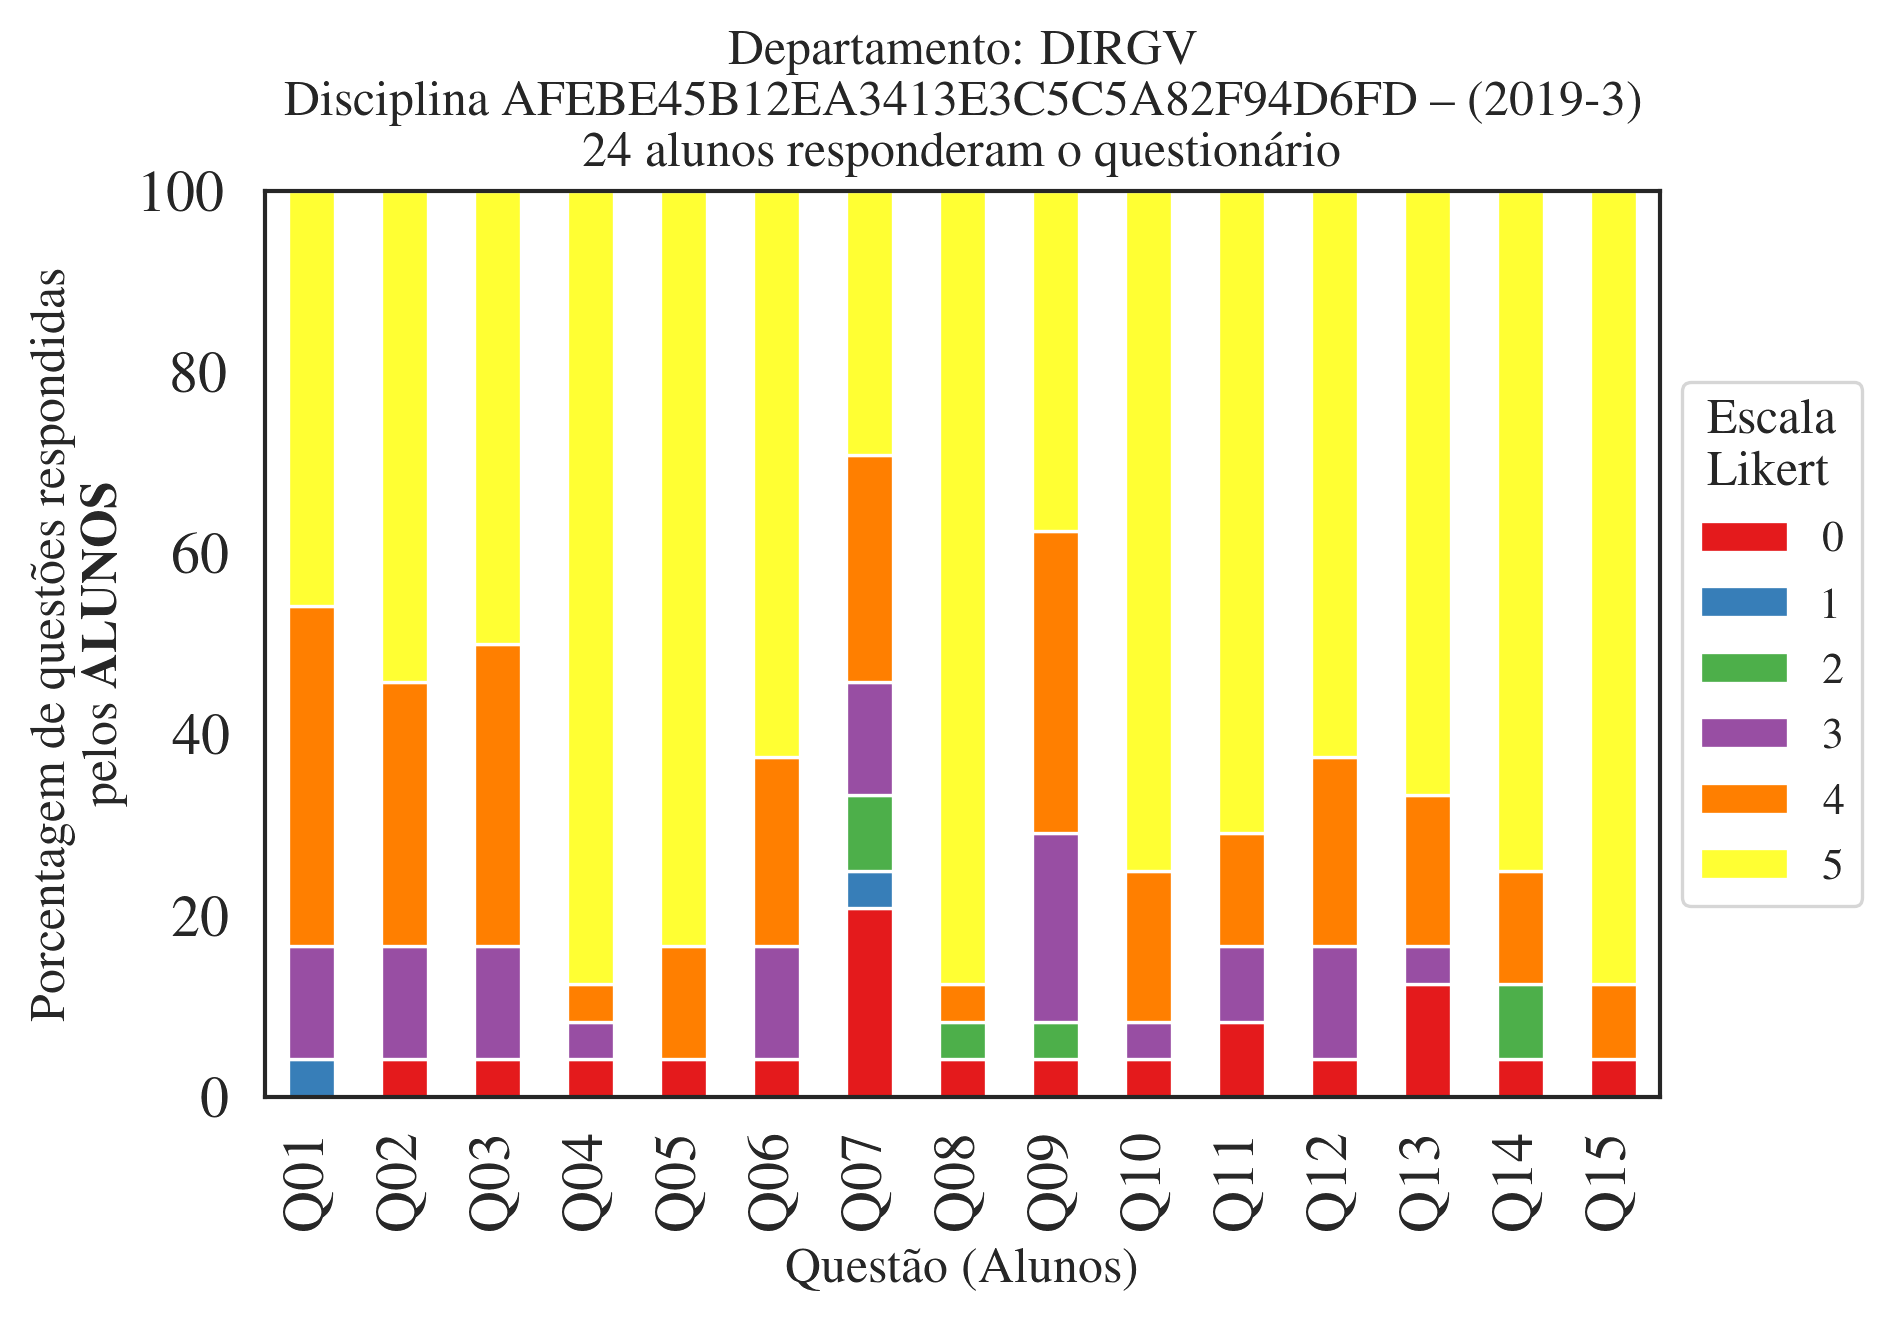 Departamento: DIRGV
Disciplina AFEBE45B12EA3413E3C5C5A82F94D6FD – (2019-3)
24 alunos responderam o questionário
Porcentagem de questões respondidas
pelos ALUNOS
100
80
60
40
20
0
Q01
Q02
Q03
Q04
Q05
Q06
Q07
Q08
Q09
Q10
Q11
Q12
Q13
Q14
Q15
Questão (Alunos)
Escala
Likert
0
1
2
3
4
5